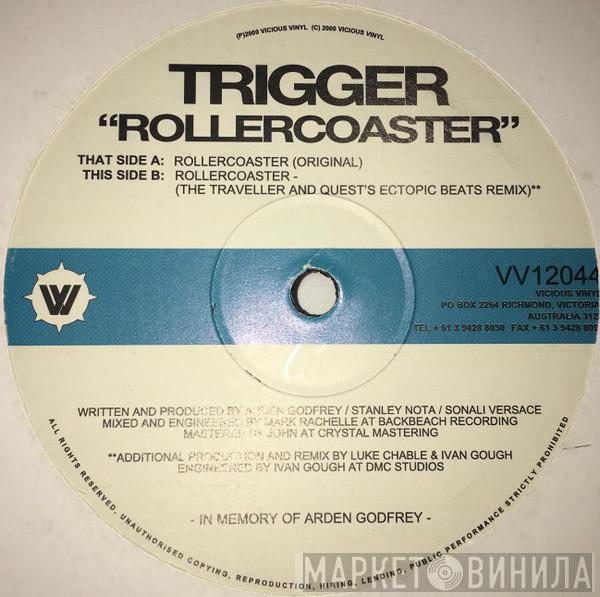 (P)2000 VICIOUS VINYL (C) 2000 VICIOUS VINYL
TRIGGER
“ROLLERCOASTER”
THAT SIDE A: ROLLERCOASTER (ORIGINAL)
THIS SIDE B: ROLLERCOASTER -
(THE TRAVELLER AND QUEST'S ECTOPIC BEATS REMIX)**
VV12044
VICIOUS VINYL
PO BOX 2264 RICHMOND, VICTORIA
AUSTRALIA 312
TEL + 61 3 9428 8030 FAX + 61 3 9428 809
WRITTEN AND PRODUCED BY ARDEN GODFREY / STANLEY NOTA / SONALI VERSACE
MIXED AND ENGINEERED BY MARK RACHELLE AT BACKBEACH RECORDING
MASTERED BY JOHN AT CRYSTAL MASTERING
**ADDITIONAL PRODUCTION AND REMIX BY LUKE CHABLE & IVAN GOUGH
ENGINEERED BY IVAN GOUGH AT DMC STUDIOS
- IN MEMORY OF ARDEN GODFREY -
ALL RIGHTS RESERVED, UNAUTHORISED COPYING, REPRODUCTION, HIRING, LENDING, PUBLIC PERFORMANCE STRICTLY PROHIBITED
МАРКЕТ ВИНИЛА